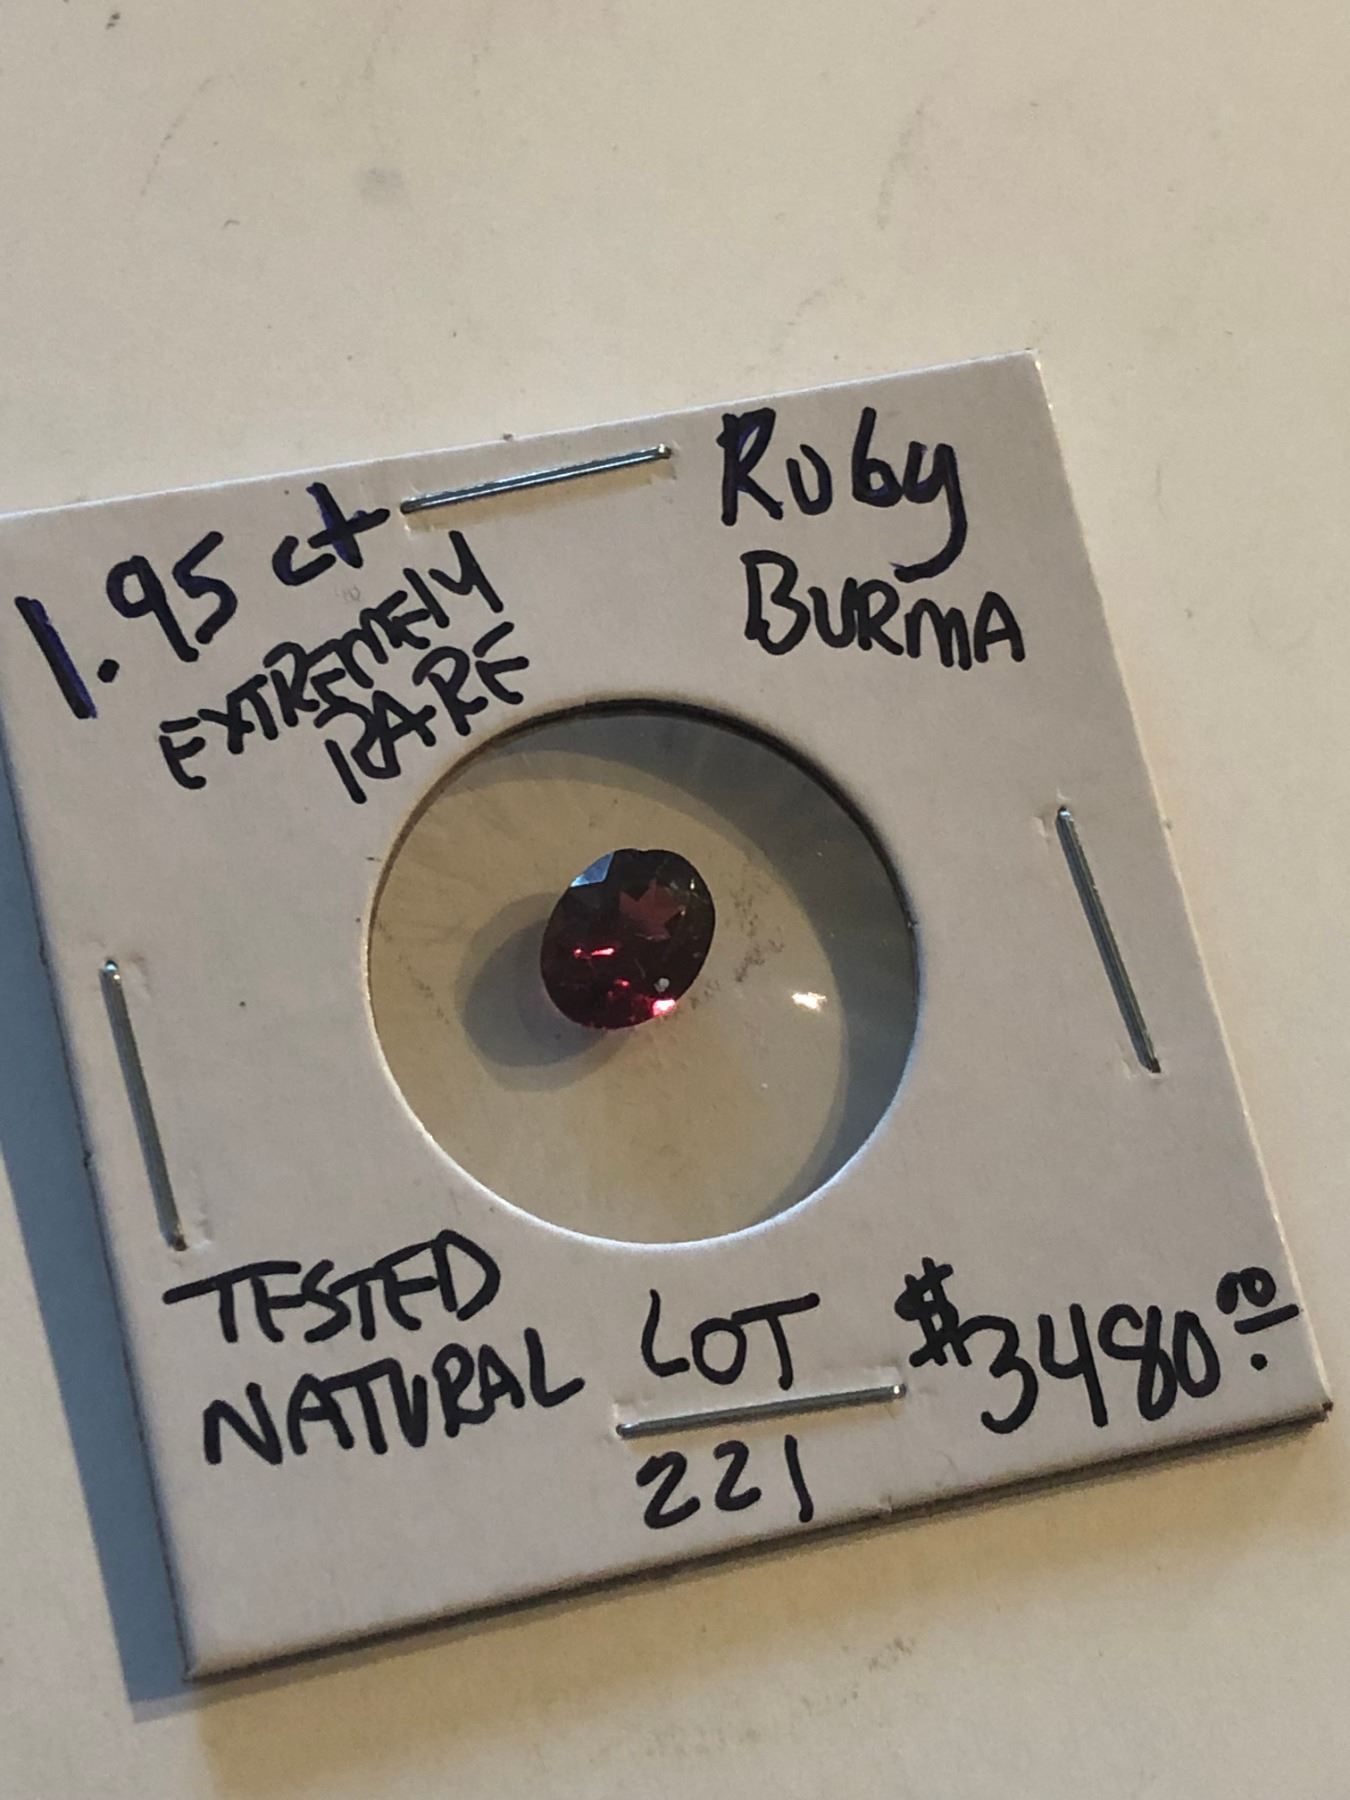 1.95 ct
EXTREMELY
RARE
Ruby
BURMA
TESTED
NATURAL
LOT
221
$3480.00